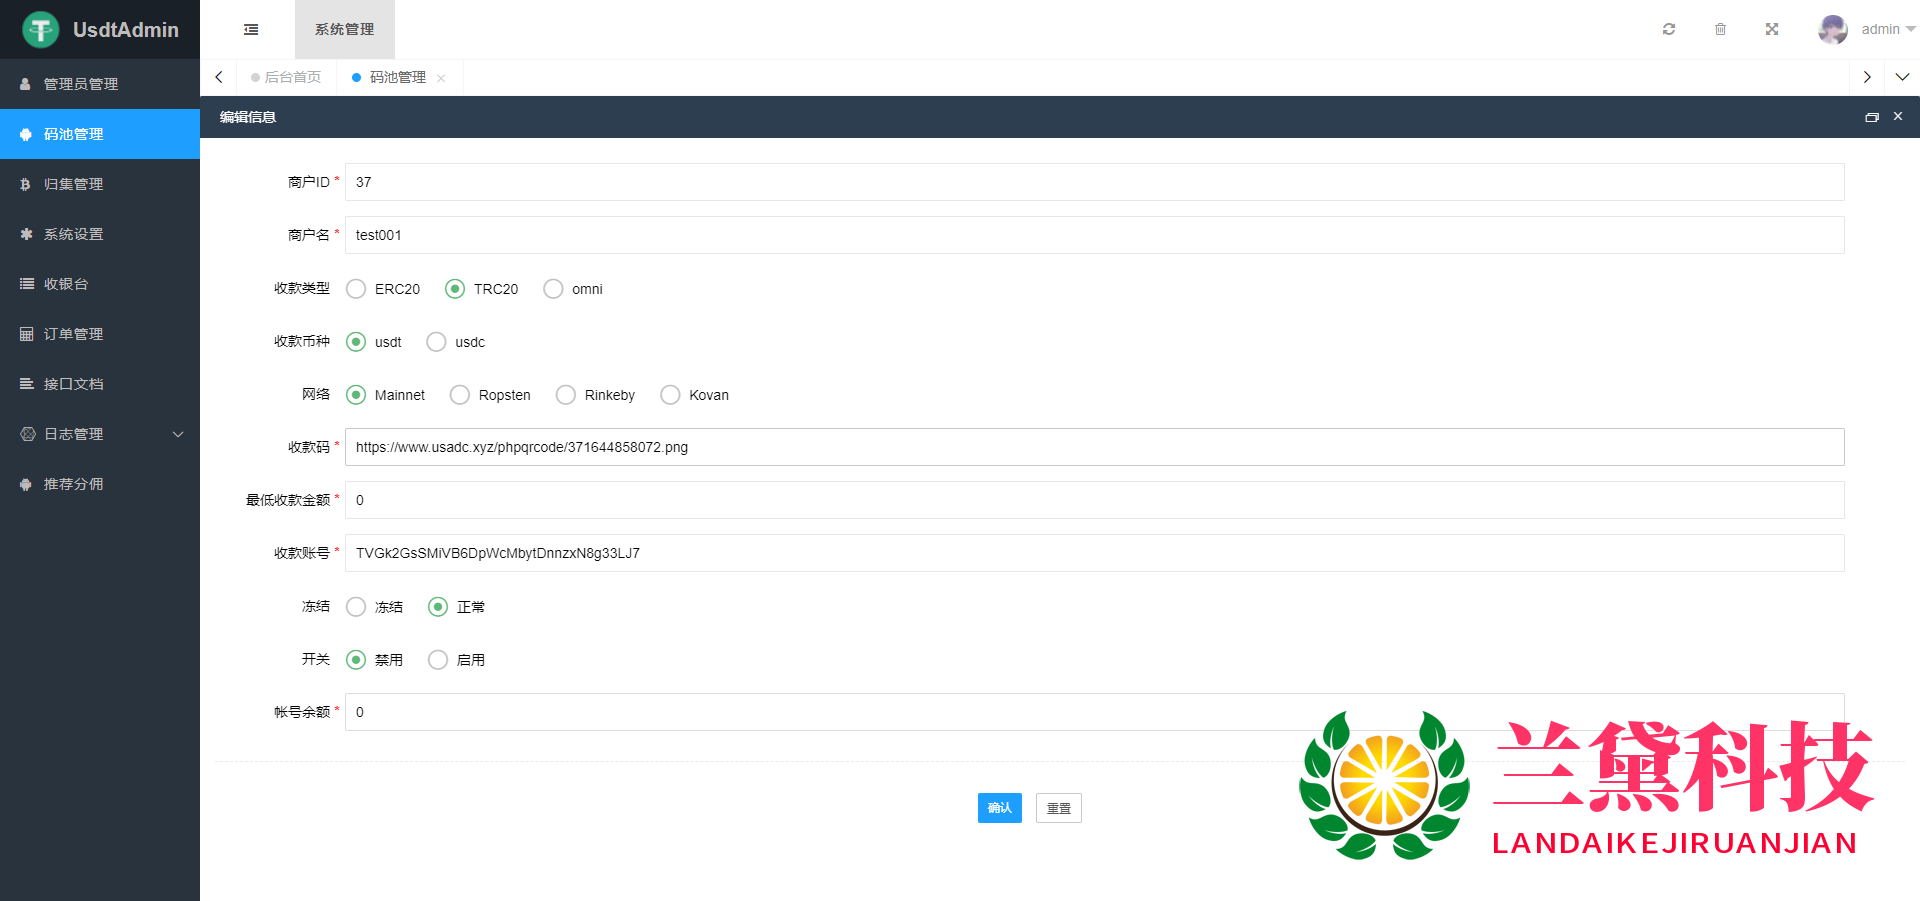 UsdtAdmin
系统管理
admin
管理员管理
码池管理
归集管理
系统设置
收银台
订单管理
接口文档
日志管理
推荐分佣
后台首页
码池管理
编辑信息
商户ID * 37
商户名 * test001
收款类型 ERC20 TRC20 omni
收款币种 usdt usdc
网络 Mainnet Ropsten Rinkeby Kovan
收款码 * https://www.usadc.xyz/phpqrcode/371644858072.png
最低收款金额 * 0
收款账号 * TVGk2GsSMiVB6DpWcMbytDnnzxN8g33LJ7
冻结 冻结 正常
开关 禁用 启用
帐号余额 * 0
确认 重置
兰黛科技
LANDAIKEJIRUANJIAN